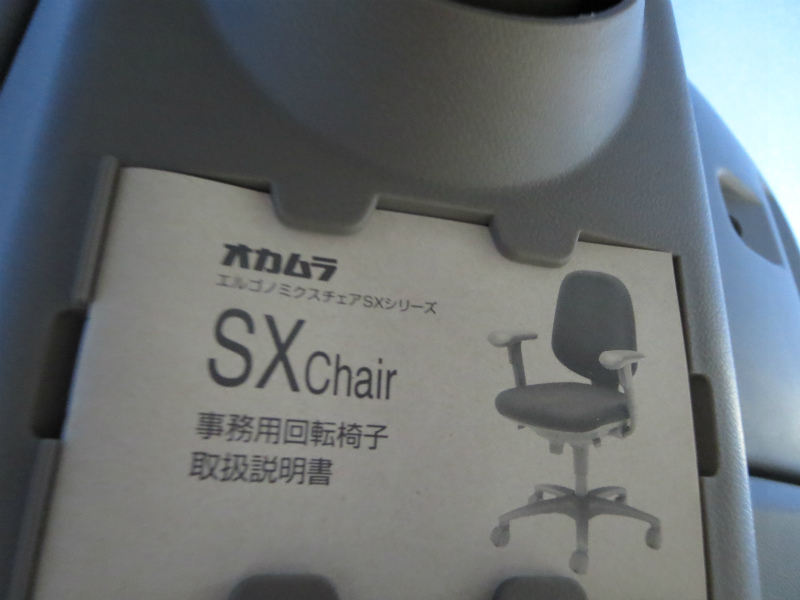 オカムラ
エルゴノミクスチェアSXシリーズ
SXChair
事務用回転椅子
取扱説明書